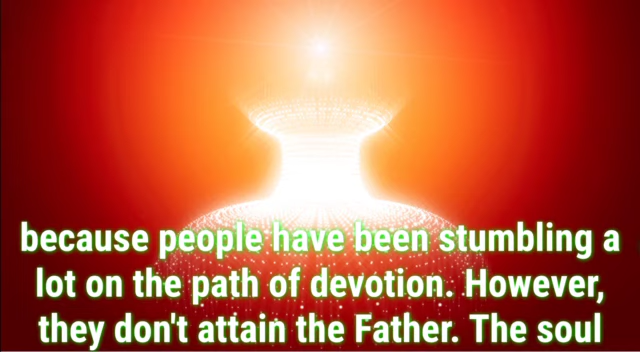 because people have been stumbling a
lot on the path of devotion. However,
they don't attain the Father. The soul